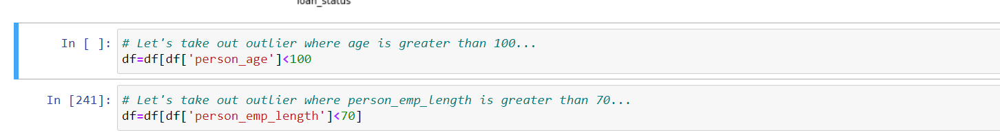 loan_status
In [ ]: # Let's take out outlier where age is greater than 100...
df=df[df['person_age']<100
In [241]: # Let's take out outlier where person_emp_length is greater than 70...
df=df[df['person_emp_length']<70]